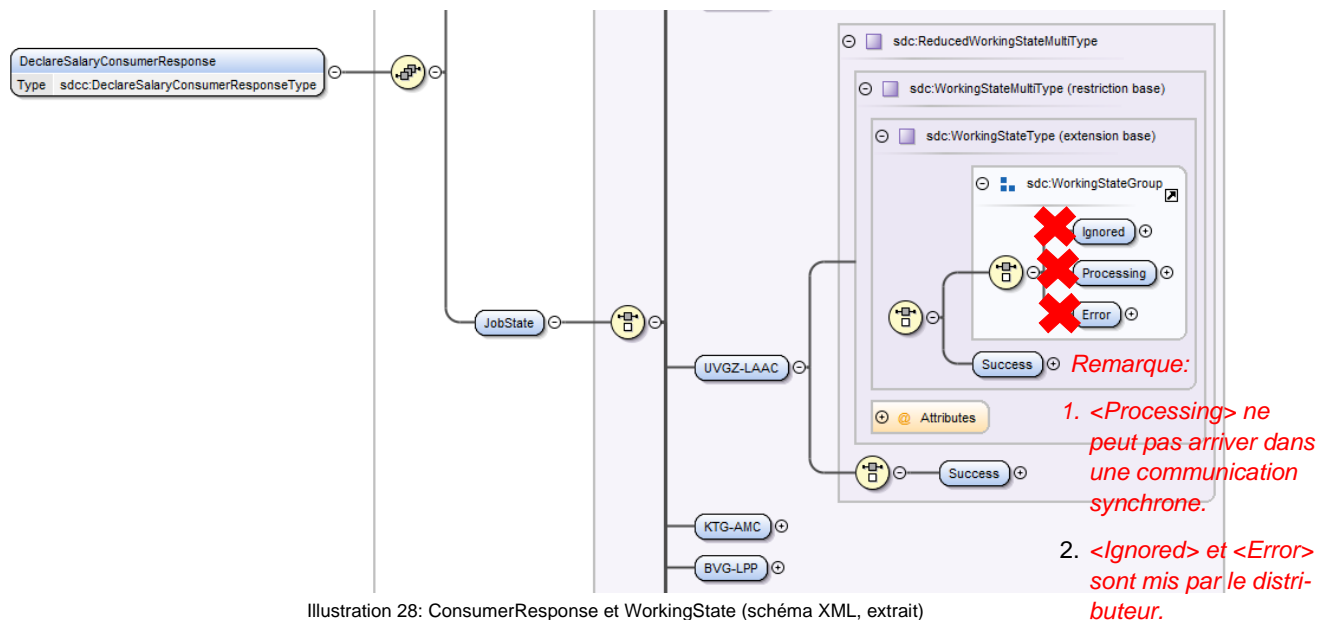 sdc:ReducedWorkingStateMultiType
DeclareSalaryConsumerResponse
Type sdcc:DeclareSalaryConsumerResponseType
sdc:WorkingStateMultiType (restriction base)
sdc:WorkingStateType (extension base)
sdc:WorkingStateGroup
Ignored
Processing
Error
JobState
UVGZ-LAAC
Success
Remarque:
@ Attributes
1. <Processing> ne
peut pas arriver dans
une communication
synchrone.
Success
KTG-AMC
BVG-LPP
2. <Ignored> et <Error>
sont mis par le distri-
buteur.
Illustration 28: ConsumerResponse et WorkingState (schéma XML, extrait)